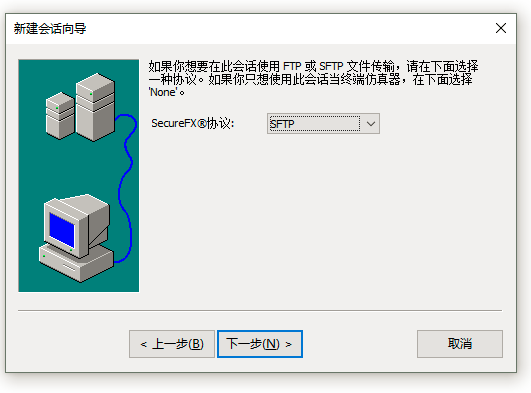 新建会话向导
如果你想要在此会话使用 FTP 或 SFTP 文件传输，请在下面选择
一种协议。如果你只想使用此会话当终端仿真器，在下面选择
'None'。
SecureFX®协议:
SFTP
< 上一步(B)
下一步(N) >
取消